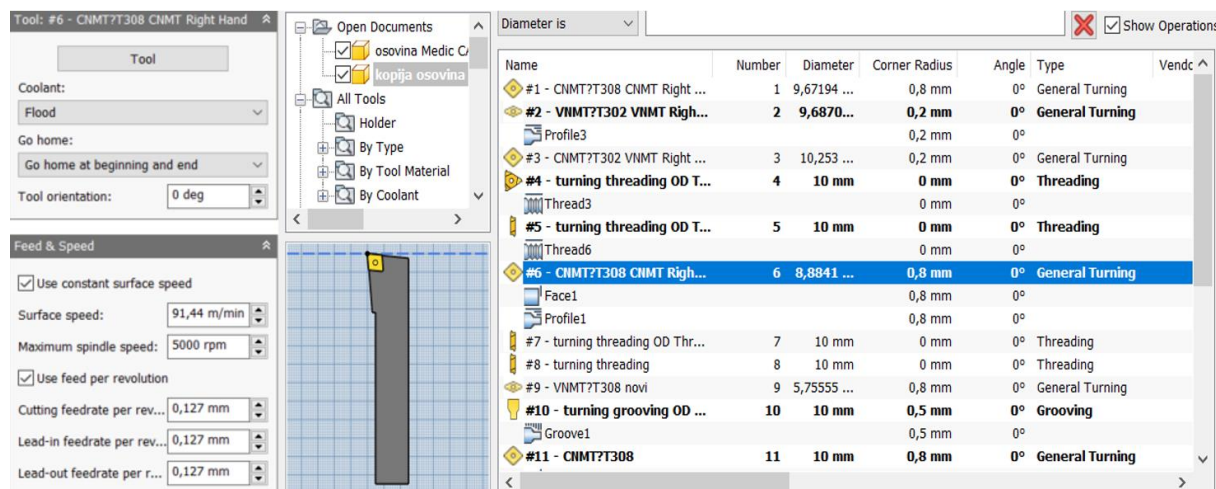 Tool: #6 - CNMT?T308 CNMT Right Hand
Tool
Coolant:
Flood
Go home:
Go home at beginning and end
Tool orientation: 0 deg
Feed & Speed
Use constant surface speed
Surface speed: 91,44 m/min
Maximum spindle speed: 5000 rpm
Use feed per revolution
Cutting feedrate per rev... 0,127 mm
Lead-in feedrate per rev... 0,127 mm
Lead-out feedrate per r... 0,127 mm
Open Documents
osovina Medic CA
kopija osovina
All Tools
Holder
By Type
By Tool Material
By Coolant
Diameter is
Show Operations
Name Number Diameter Corner Radius Angle Type Vendo
#1 - CNMT?T308 CNMT Right ... 1 9,67194 ... 0,8 mm 0° General Turning
#2 - VNMT?T302 VNMT Righ... 2 9,6870... 0,2 mm 0° General Turning
Profile3 0,2 mm 0°
#3 - CNMT?T302 VNMT Right ... 3 10,253 ... 0,2 mm 0° General Turning
#4 - turning threading OD T... 4 10 mm 0 mm 0° Threading
Thread3 0 mm 0°
#5 - turning threading OD T... 5 10 mm 0 mm 0° Threading
Thread6 0 mm 0°
#6 - CNMT?T308 CNMT Righ... 6 8,8841 ... 0,8 mm 0° General Turning
Face1 0,8 mm 0°
Profile1 0,8 mm 0°
#7 - turning threading OD Thr... 7 10 mm 0 mm 0° Threading
#8 - turning threading 8 10 mm 0 mm 0° Threading
#9 - VNMT?T308 novi 9 5,75555 ... 0,8 mm 0° General Turning
#10 - turning grooving OD ... 10 10 mm 0,5 mm 0° Grooving
Groove1 0,5 mm 0°
#11 - CNMT?T308 11 10 mm 0,8 mm 0° General Turning